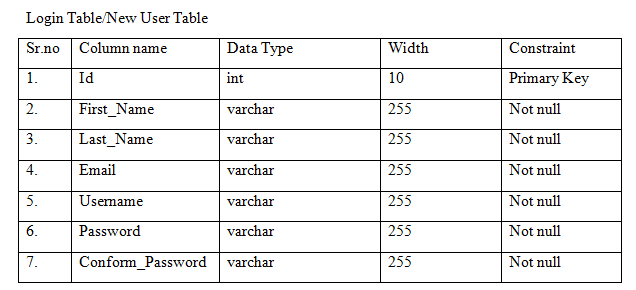 Login Table/New User Table
Sr.no Column name Data Type Width Constraint
1. Id int 10 Primary Key
2. First_Name varchar 255 Not null
3. Last_Name varchar 255 Not null
4. Email varchar 255 Not null
5. Username varchar 255 Not null
6. Password varchar 255 Not null
7. Conform_Password varchar 255 Not null